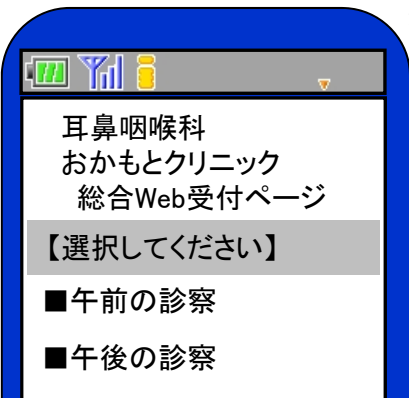 耳鼻咽喉科
おかもとクリニック
総合Web受付ページ
【選択してください】
■午前の診察
■午後の診察